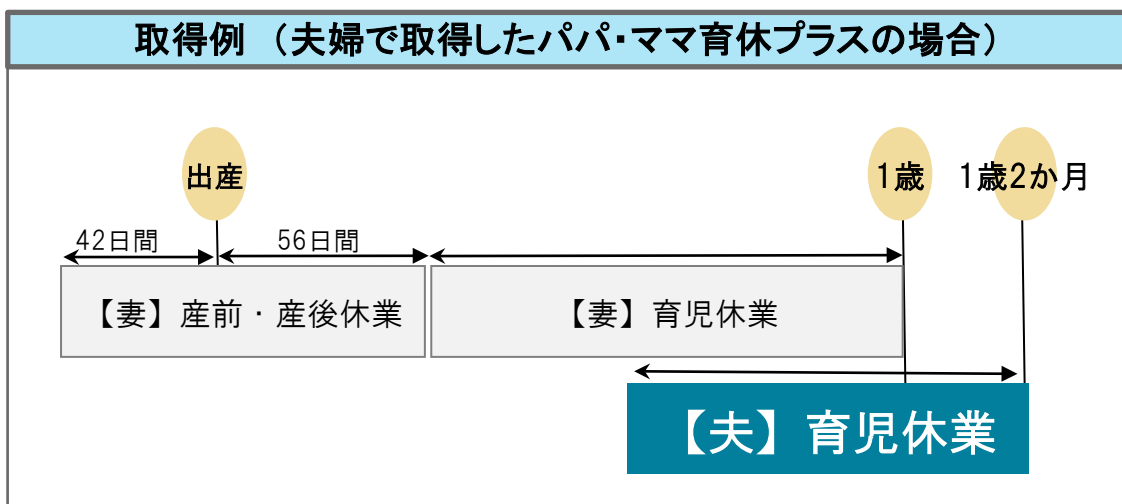 取得例 (夫婦で取得したパパ・ママ育休プラスの場合)
出産
1歳
1歳2か月
42日間
56日間
【妻】産前・産後休業
【妻】育児休業
【夫】育児休業